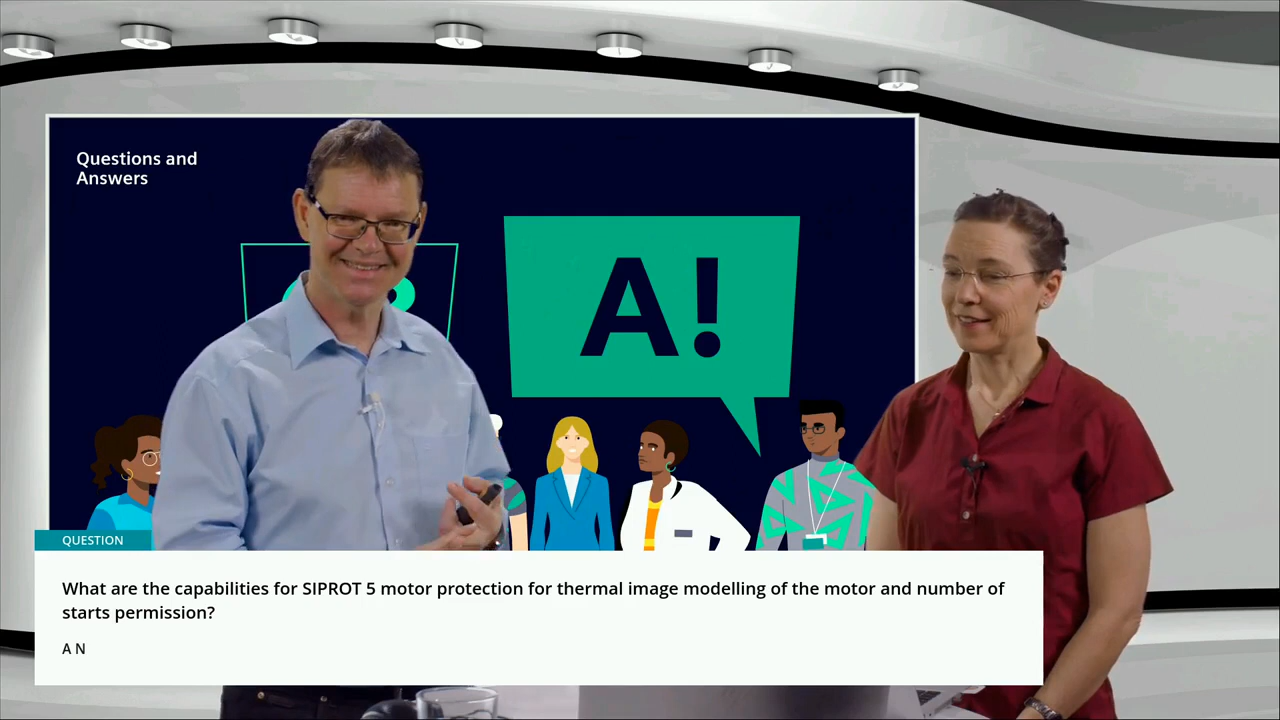 Questions and
Answers
A!
QUESTION
What are the capabilities for SIPROT 5 motor protection for thermal image modelling of the motor and number of
starts permission?
A N